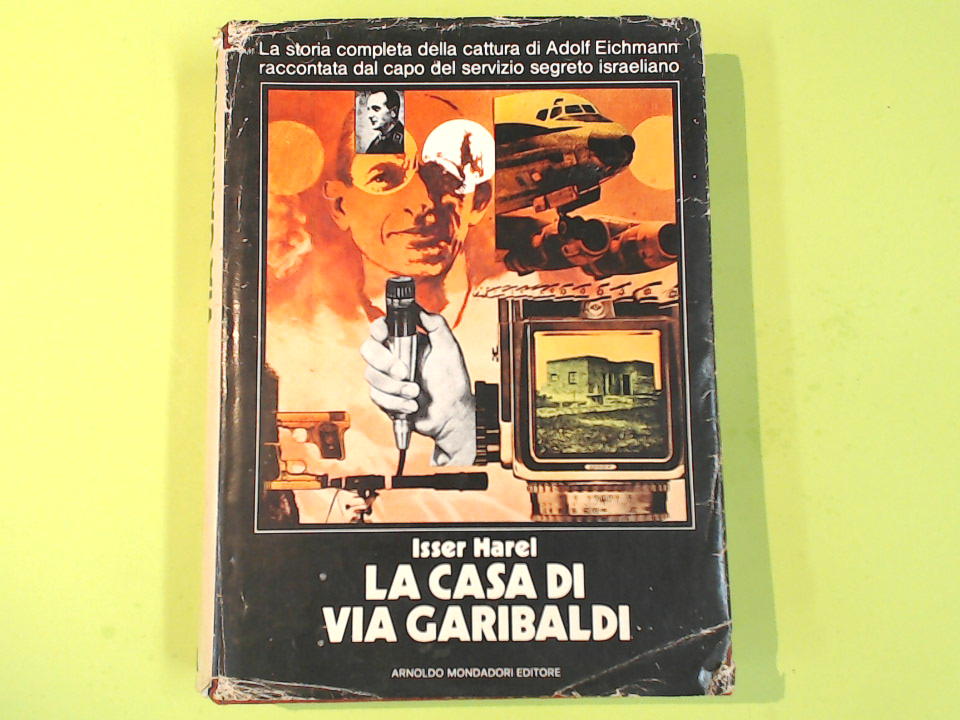 La storia completa della cattura di Adolf Eichmann
raccontata dal capo del servizio segreto israeliano
Isser Harel
LA CASA DI
VIA GARIBALDI
ARNOLDO MONDADORI EDITORE